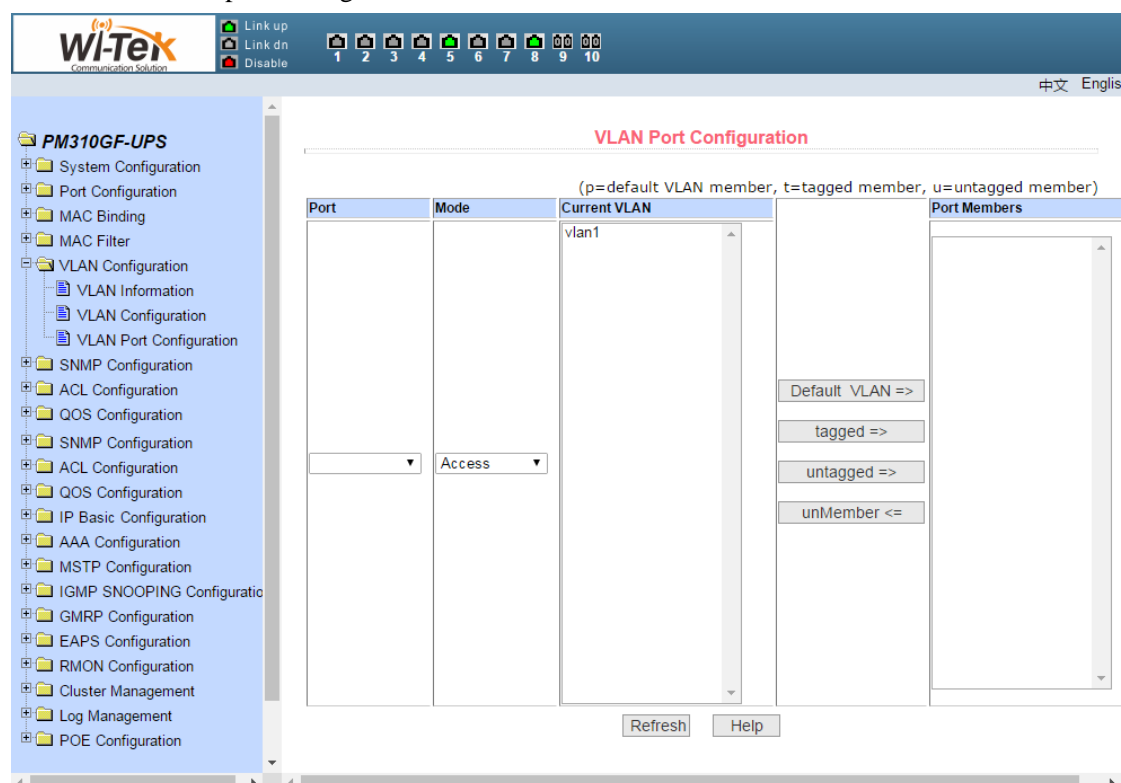 Wi-Tek
Communication Solution
Link up
Link dn
Disable
1 2 3 4 5 6 7 8 9 10
中文 Englis
PM310GF-UPS
System Configuration
Port Configuration
MAC Binding
MAC Filter
VLAN Configuration
VLAN Information
VLAN Configuration
VLAN Port Configuration
SNMP Configuration
ACL Configuration
QOS Configuration
SNMP Configuration
ACL Configuration
QOS Configuration
IP Basic Configuration
AAA Configuration
MSTP Configuration
IGMP SNOOPING Configuratio
GMRP Configuration
EAPS Configuration
RMON Configuration
Cluster Management
Log Management
POE Configuration
VLAN Port Configuration
(p=default VLAN member, t=tagged member, u=untagged member)
Port Mode Current VLAN Port Members
vlan1
Access
Default VLAN =>
tagged =>
untagged =>
unMember <=
Refresh Help